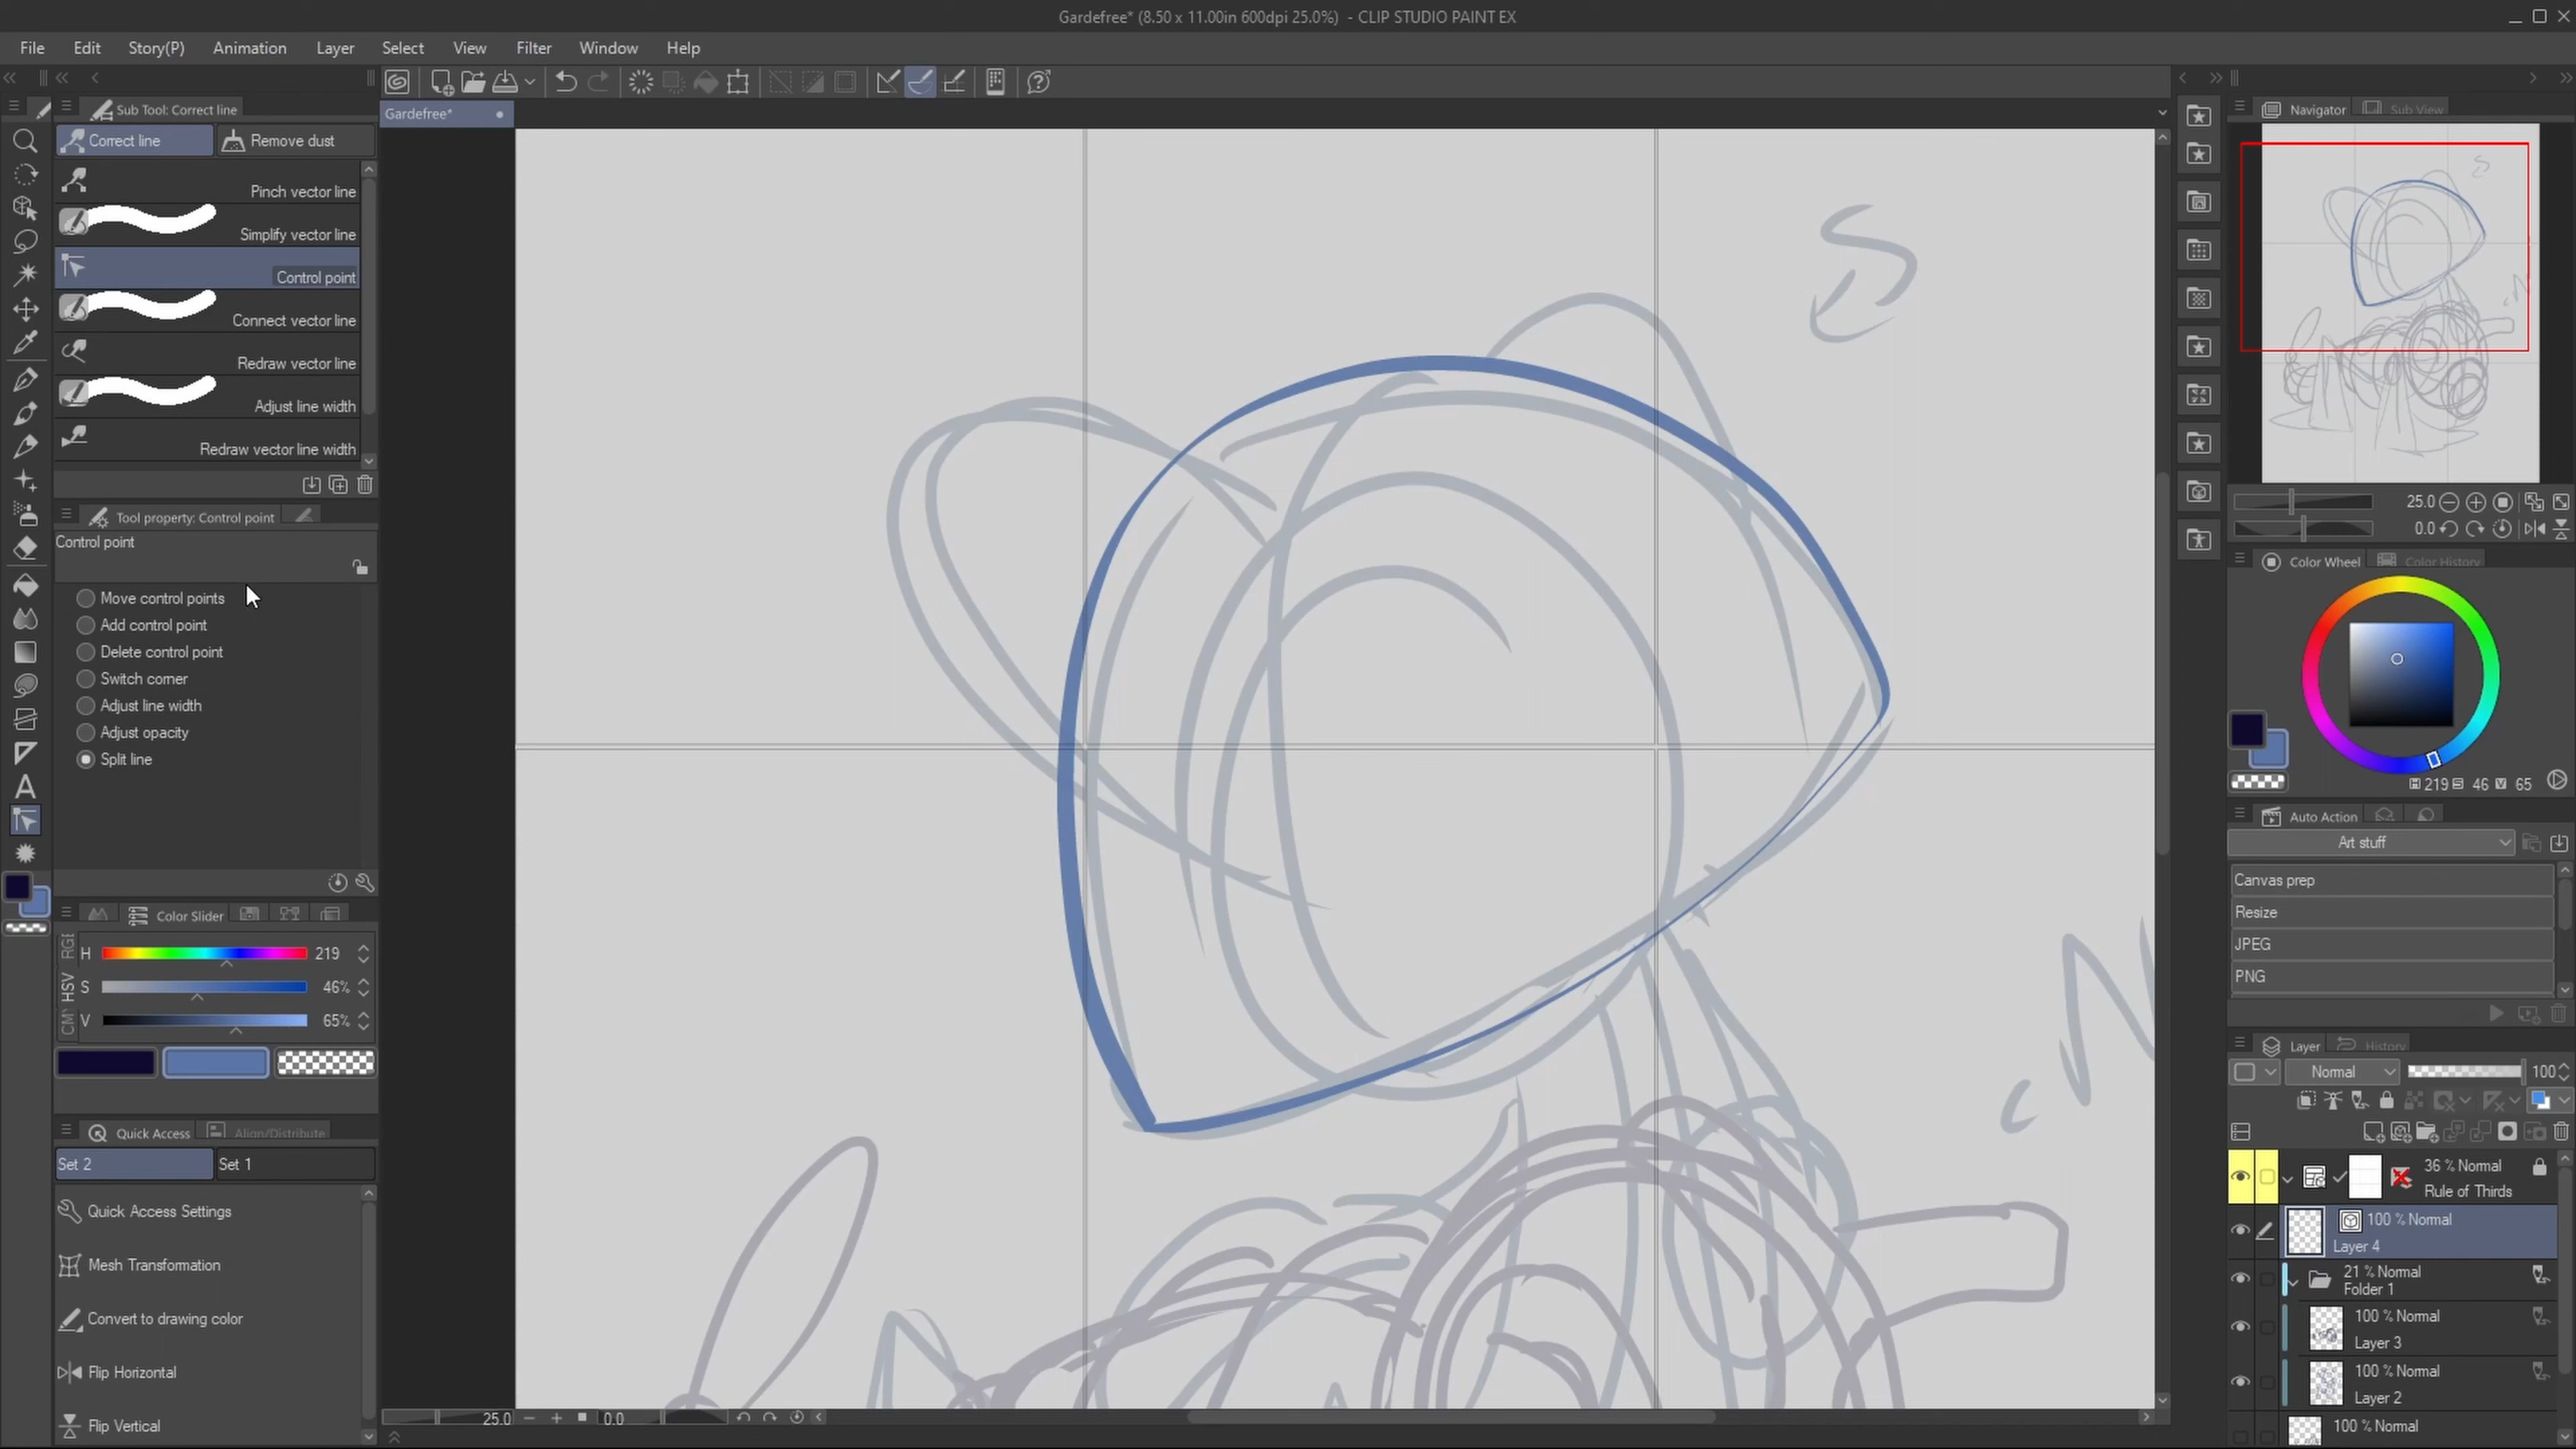 Gardefree* (8.50 x 11.00in 600dpi 25.0%) - CLIP STUDIO PAINT EX
File Edit Story(P) Animation Layer Select View Filter Window Help
Sub Tool: Correct line
Correct line Remove dust
Pinch vector line
Simplify vector line
Control point
Connect vector line
Redraw vector line
Adjust line width
Redraw vector line width
Tool property: Control point
Control point
Move control points
Add control point
Delete control point
Switch corner
Adjust line width
Adjust opacity
Split line
Color Slider
RGB
HSV
CM
H 219
S 46%
V 65%
Quick Access Align/Distribute
Set 2 Set 1
Quick Access Settings
Mesh Transformation
Convert to drawing color
Flip Horizontal
Flip Vertical
Gardefree*
25.0 0.0
Navigator Sub View
25.0
0.0
Color Wheel Color History
H 219 S 46 V 65
Auto Action
Art stuff
Canvas prep
Resize
JPEG
PNG
Layer History
Normal 100
36 % Normal
Rule of Thirds
100 % Normal
Layer 4
21 % Normal
Folder 1
100 % Normal
Layer 3
100 % Normal
Layer 2
100 % Normal